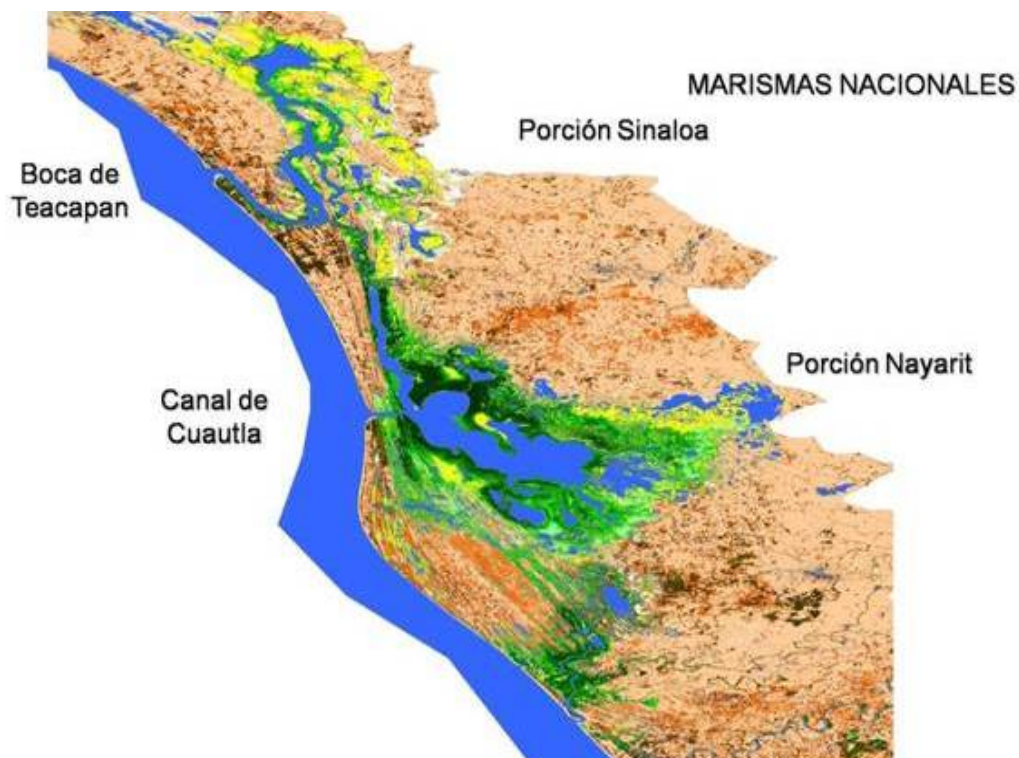 MARISMAS NACIONALES
Porción Sinaloa
Boca de
Teacapan
Porción Nayarit
Canal de
Cuautla